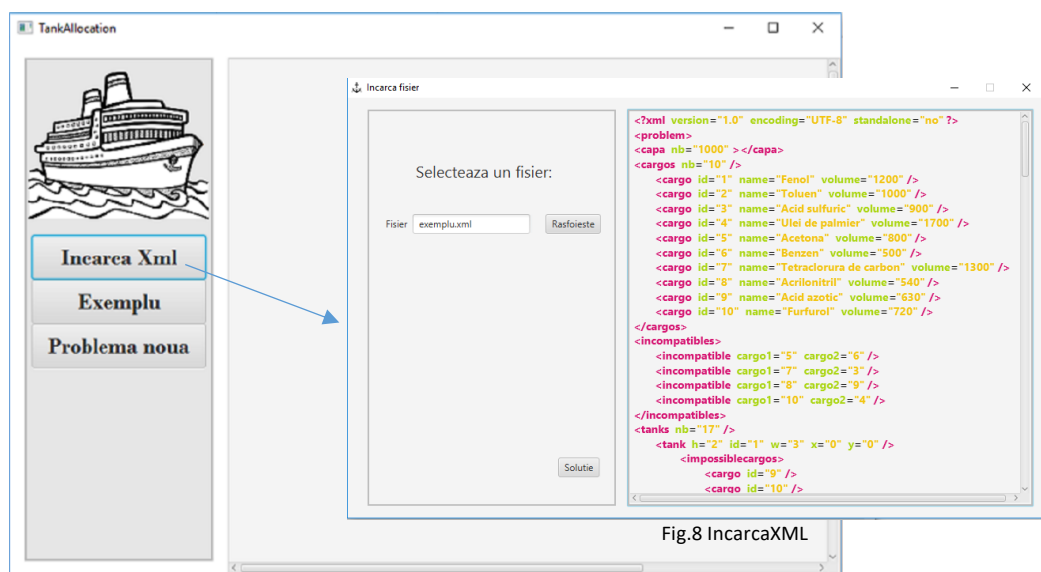 TankAllocation
Incarca Xml
Exemplu
Problema noua
Incarca fisier
Selecteaza un fisier:
Fisier exemplu.xml Rasfoieste
Solutie
<?xml version="1.0" encoding="UTF-8" standalone="no"?>
<problem>
<capa nb="1000" ></capa>
<cargos nb="10" />
<cargo id="1" name="Fenol" volume="1200" />
<cargo id="2" name="Toluen" volume="1000" />
<cargo id="3" name="Acid sulfuric" volume="900" />
<cargo id="4" name="Ulei de palmier" volume="1700" />
<cargo id="5" name="Acetona" volume="800" />
<cargo id="6" name="Benzen" volume="500" />
<cargo id="7" name="Tetraclorura de carbon" volume="1300" />
<cargo id="8" name="Acrilonitril" volume="540" />
<cargo id="9" name="Acid azotic" volume="630" />
<cargo id="10" name="Furfurol" volume="720" />
</cargos>
<incompatibles>
<incompatible cargo1="5" cargo2="6" />
<incompatible cargo1="7" cargo2="3" />
<incompatible cargo1="8" cargo2="9" />
<incompatible cargo1="10" cargo2="4" />
</incompatibles>
<tanks nb="17" />
<tank h="2" id="1" w="3" x="0" y="0" />
<impossiblecargos>
<cargo id="9" />
<cargo id="10" />
Fig.8 IncarcaXML